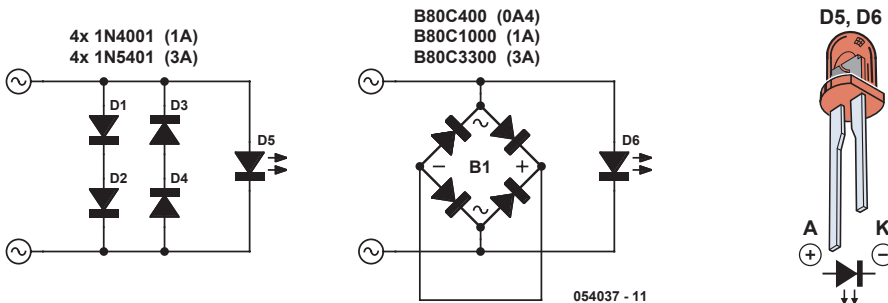 4x 1N4001 (1A)
4x 1N5401 (3A)
D1
D3
D5
D2
D4
B80C400 (0A4)
B80C1000 (1A)
B80C3300 (3A)
~
~
~
~
~
~
− B1 +
D6
054037 - 11
D5, D6
A
K
+
−